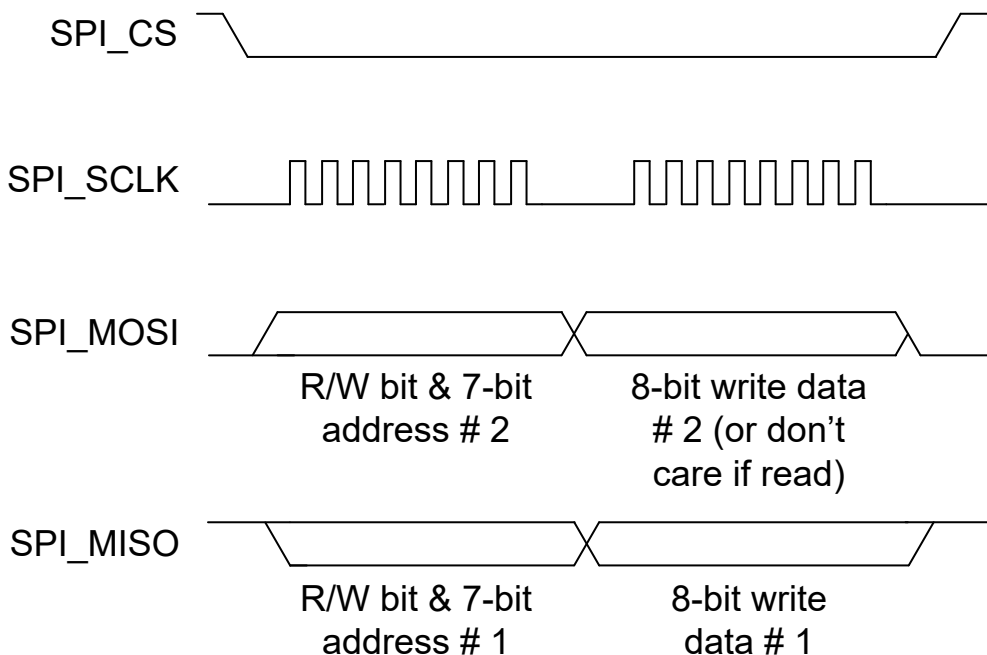 SPI_CS
SPI_SCLK
SPI_MOSI
R/W bit & 7-bit
address # 2
8-bit write data
# 2 (or don’t
care if read)
SPI_MISO
R/W bit & 7-bit
address # 1
8-bit write
data # 1